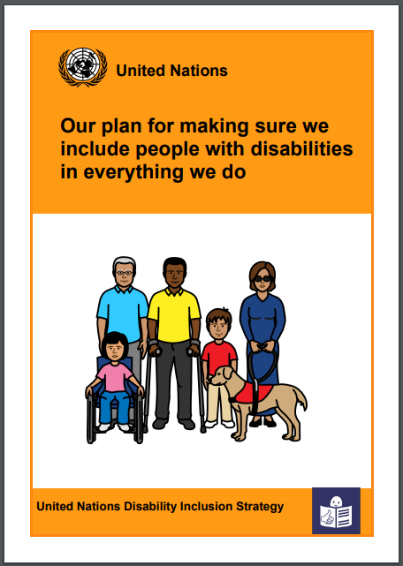 United Nations
Our plan for making sure we
include people with disabilities
in everything we do
United Nations Disability Inclusion Strategy